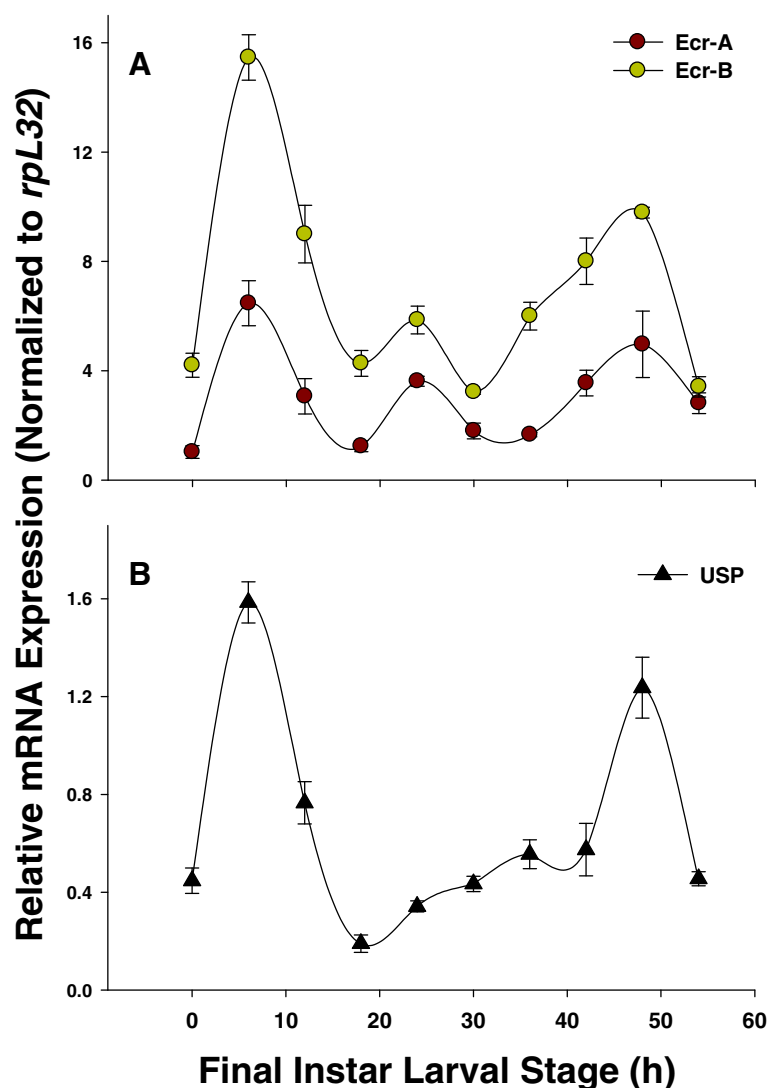 Relative mRNA Expression (Normalized to rpL32)
A
Ecr-A
Ecr-B
16
12
8
4
0
B
USP
1.6
1.2
0.8
0.4
0.0
0 10 20 30 40 50 60
Final Instar Larval Stage (h)